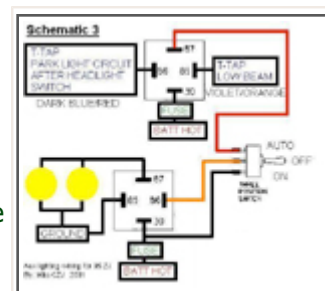 Schematic 3
T-TAP
PARK LIGHT CIRCUIT
AFTER HEADLIGHT
SWITCH
DARK BLUE/RED
87
86
85
30
T-TAP
LOW BEAM
VIOLET/ORANGE
FUSE
BATT HOT
AUTO
OFF
ON
SWITCH
87
85
86
30
GROUND
FUSE
BATT HOT
e